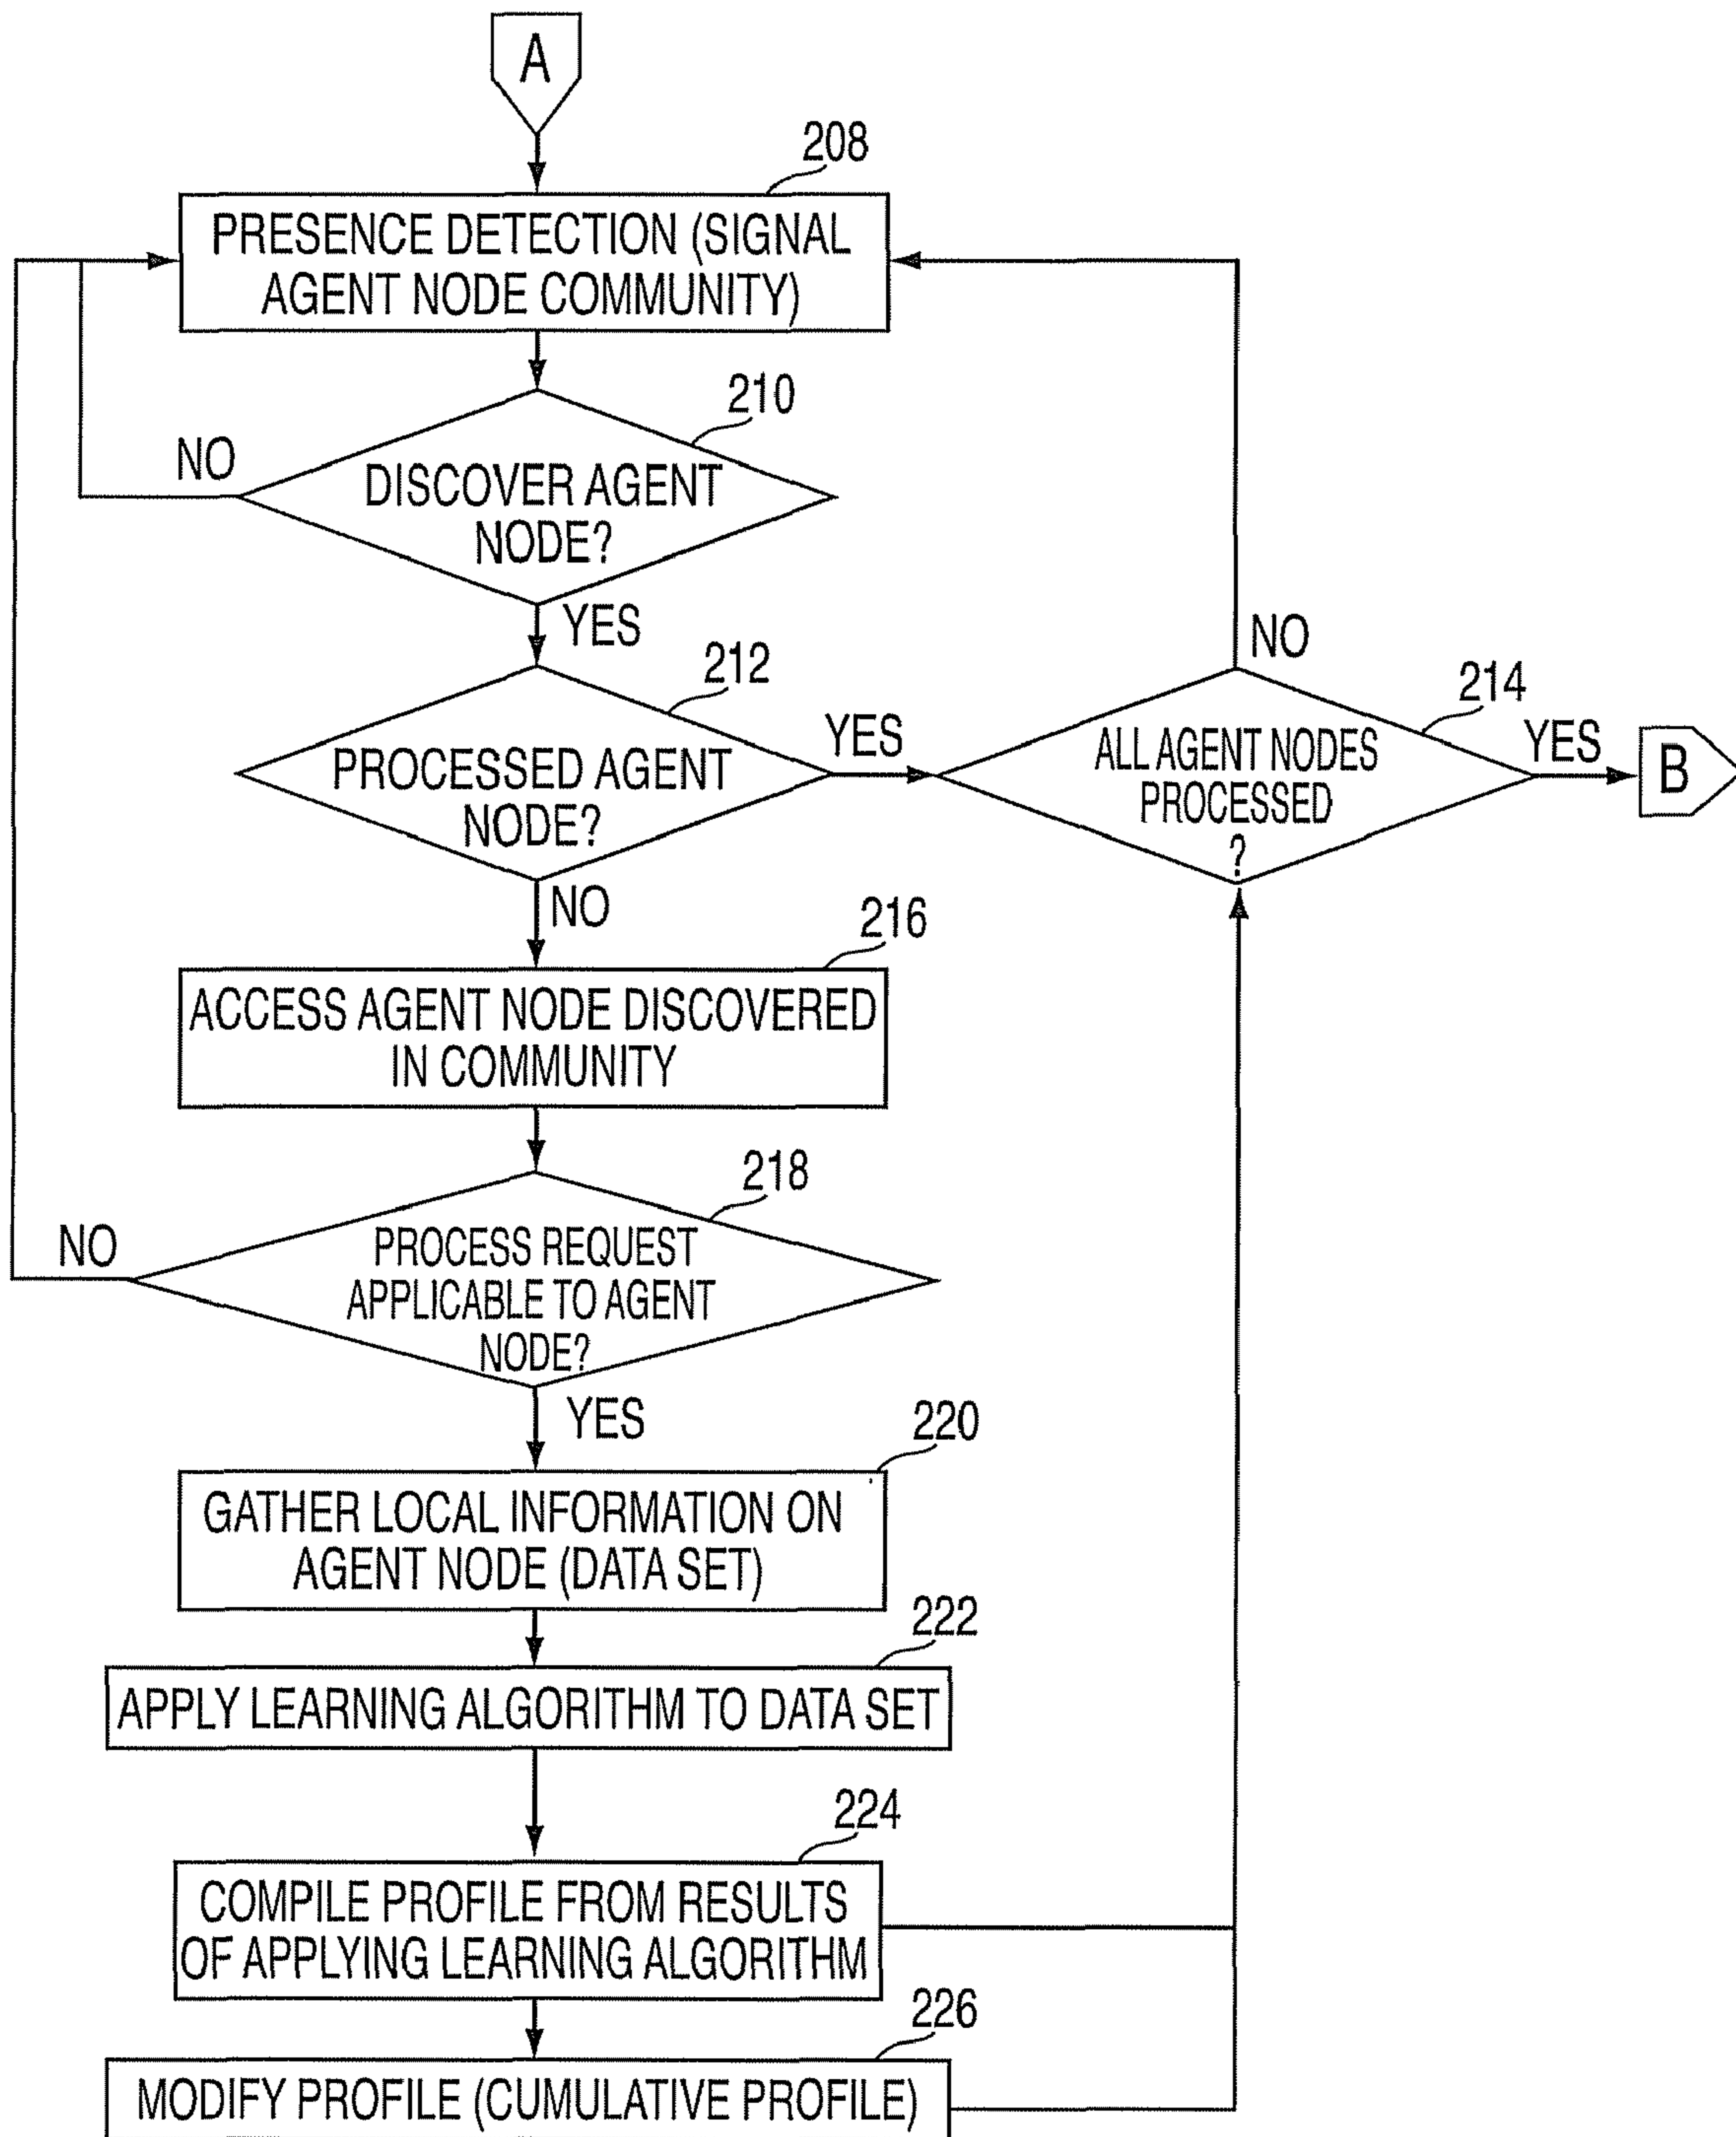 A
208
PRESENCE DETECTION (SIGNAL
AGENT NODE COMMUNITY)
210
NO
DISCOVER AGENT
NODE?
YES
212
PROCESSED AGENT
NODE?
YES
NO
214
ALL AGENT NODES
PROCESSED
?
YES
B
NO
216
ACCESS AGENT NODE DISCOVERED
IN COMMUNITY
218
NO
PROCESS REQUEST
APPLICABLE TO AGENT
NODE?
YES
220
GATHER LOCAL INFORMATION ON
AGENT NODE (DATA SET)
222
APPLY LEARNING ALGORITHM TO DATA SET
224
COMPILE PROFILE FROM RESULTS
OF APPLYING LEARNING ALGORITHM
226
MODIFY PROFILE (CUMULATIVE PROFILE)